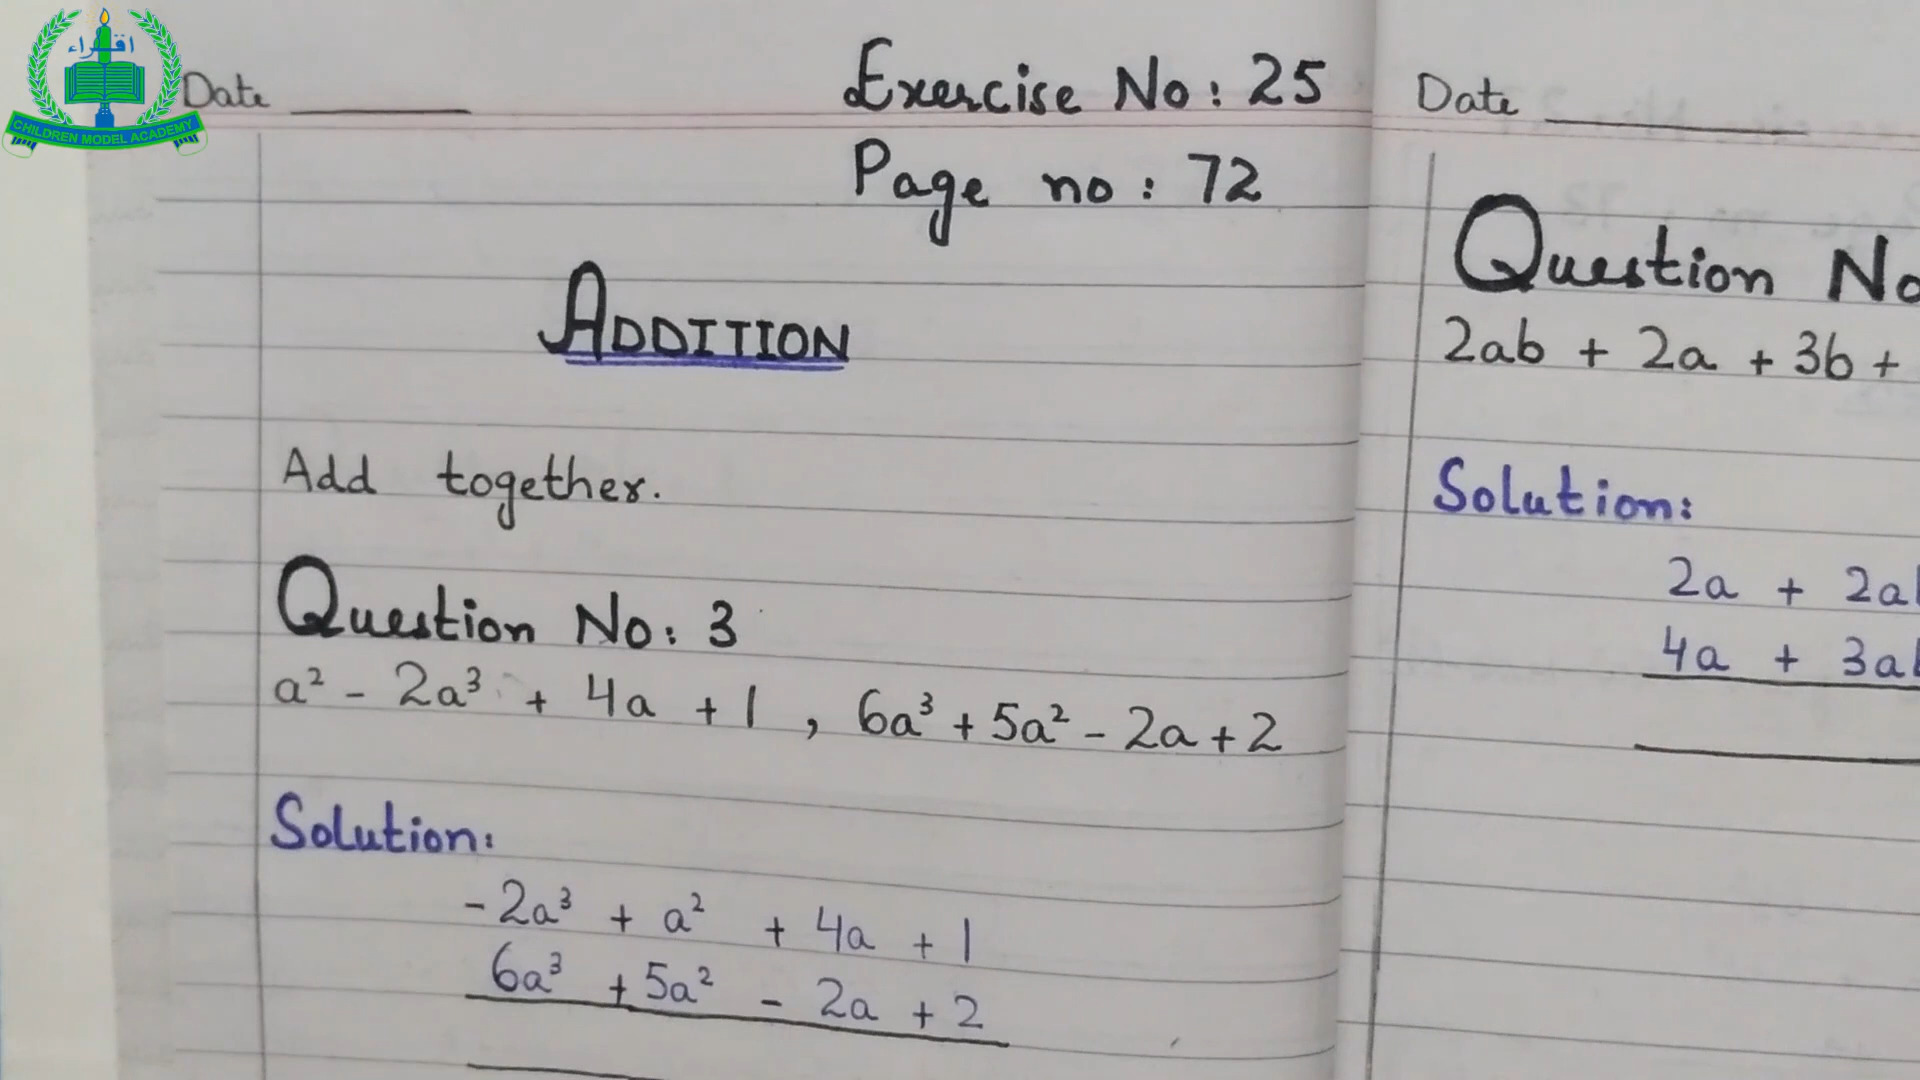 اقراء
CHILDREN MODEL ACADEMY
Date
Exercise No: 25
Page no: 72
ADDITION
Add together.
Question No: 3
a² - 2a³ + 4a + 1 , 6a³ + 5a² - 2a + 2
Solution:
-2a³ + a² + 4a + 1
6a³ + 5a² - 2a + 2
Date
Question No
2ab + 2a + 3b +
Solution:
2a + 2a
4a + 3a